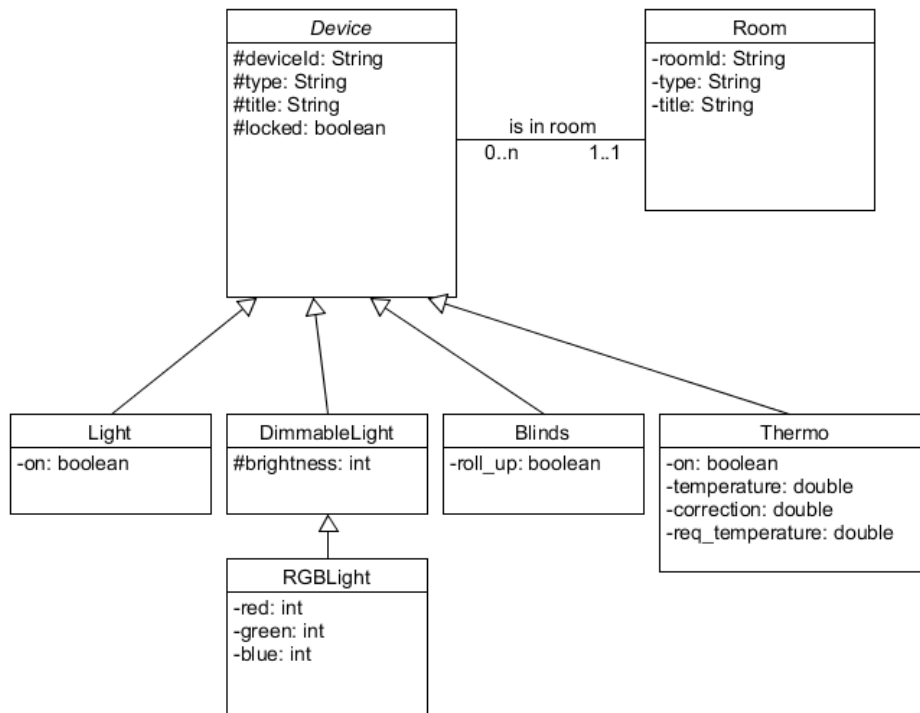 Device
#deviceId: String
#type: String
#title: String
#locked: boolean
is in room
0..n
1..1
Room
-roomId: String
-type: String
-title: String
Light
-on: boolean
DimmableLight
#brightness: int
Blinds
-roll_up: boolean
Thermo
-on: boolean
-temperature: double
-correction: double
-req_temperature: double
RGBLight
-red: int
-green: int
-blue: int